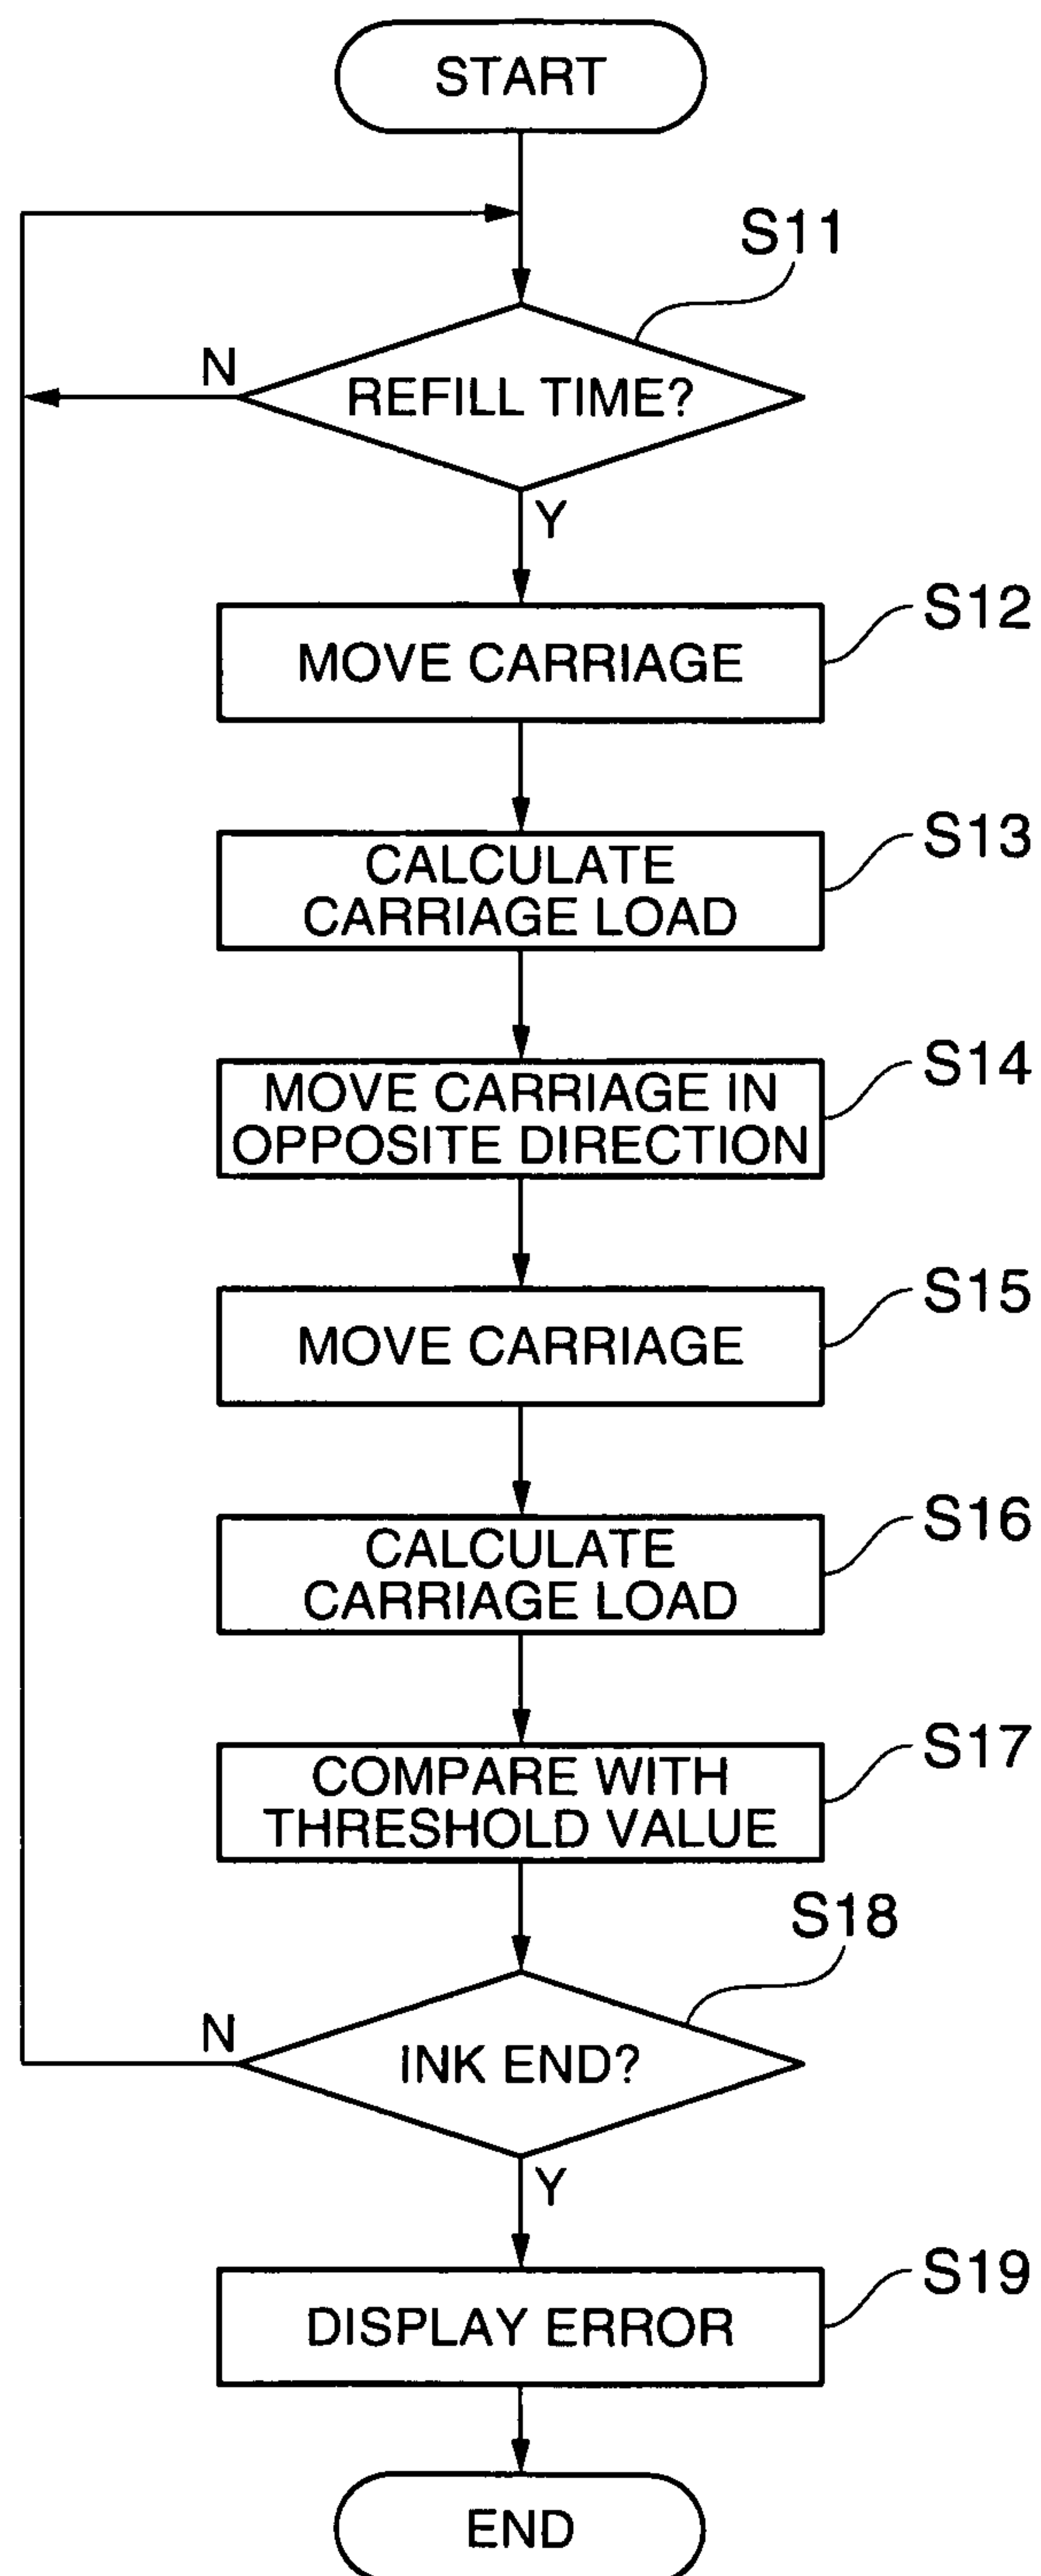 START
S11
N
REFILL TIME?
Y
S12
MOVE CARRIAGE
S13
CALCULATE
CARRIAGE LOAD
S14
MOVE CARRIAGE IN
OPPOSITE DIRECTION
S15
MOVE CARRIAGE
S16
CALCULATE
CARRIAGE LOAD
S17
COMPARE WITH
THRESHOLD VALUE
S18
N
INK END?
Y
S19
DISPLAY ERROR
END